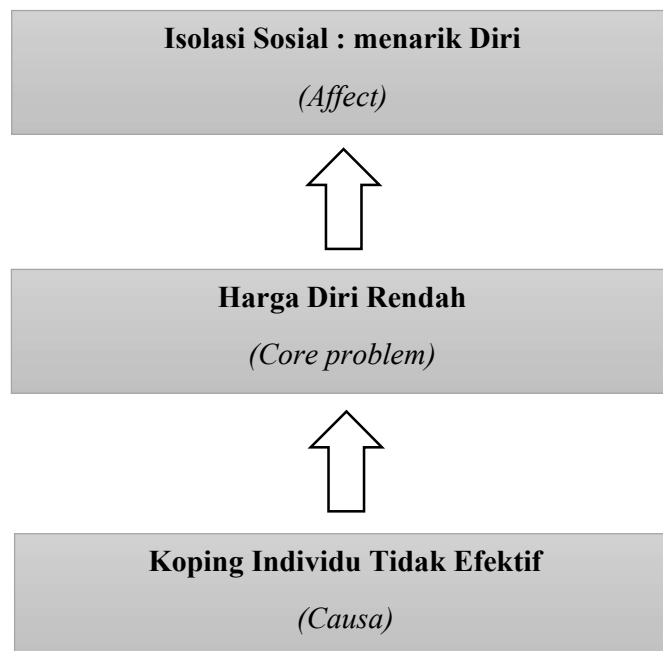 Isolasi Sosial : menarik Diri
(Affect)
Harga Diri Rendah
(Core problem)
Koping Individu Tidak Efektif
(Causa)